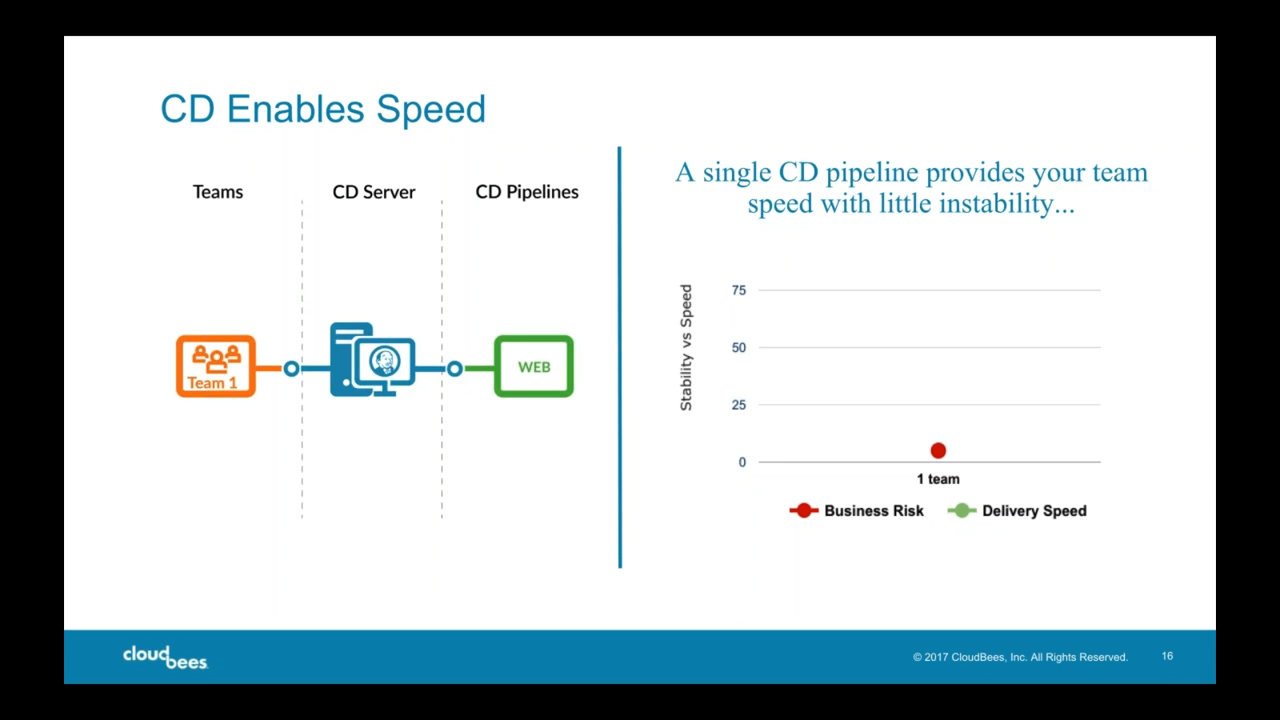 CD Enables Speed
Teams
CD Server
CD Pipelines
Team 1
WEB
A single CD pipeline provides your team
speed with little instability...
Stability vs Speed
75
50
25
0
1 team
Business Risk
Delivery Speed
cloudbees
© 2017 CloudBees, Inc. All Rights Reserved.
16